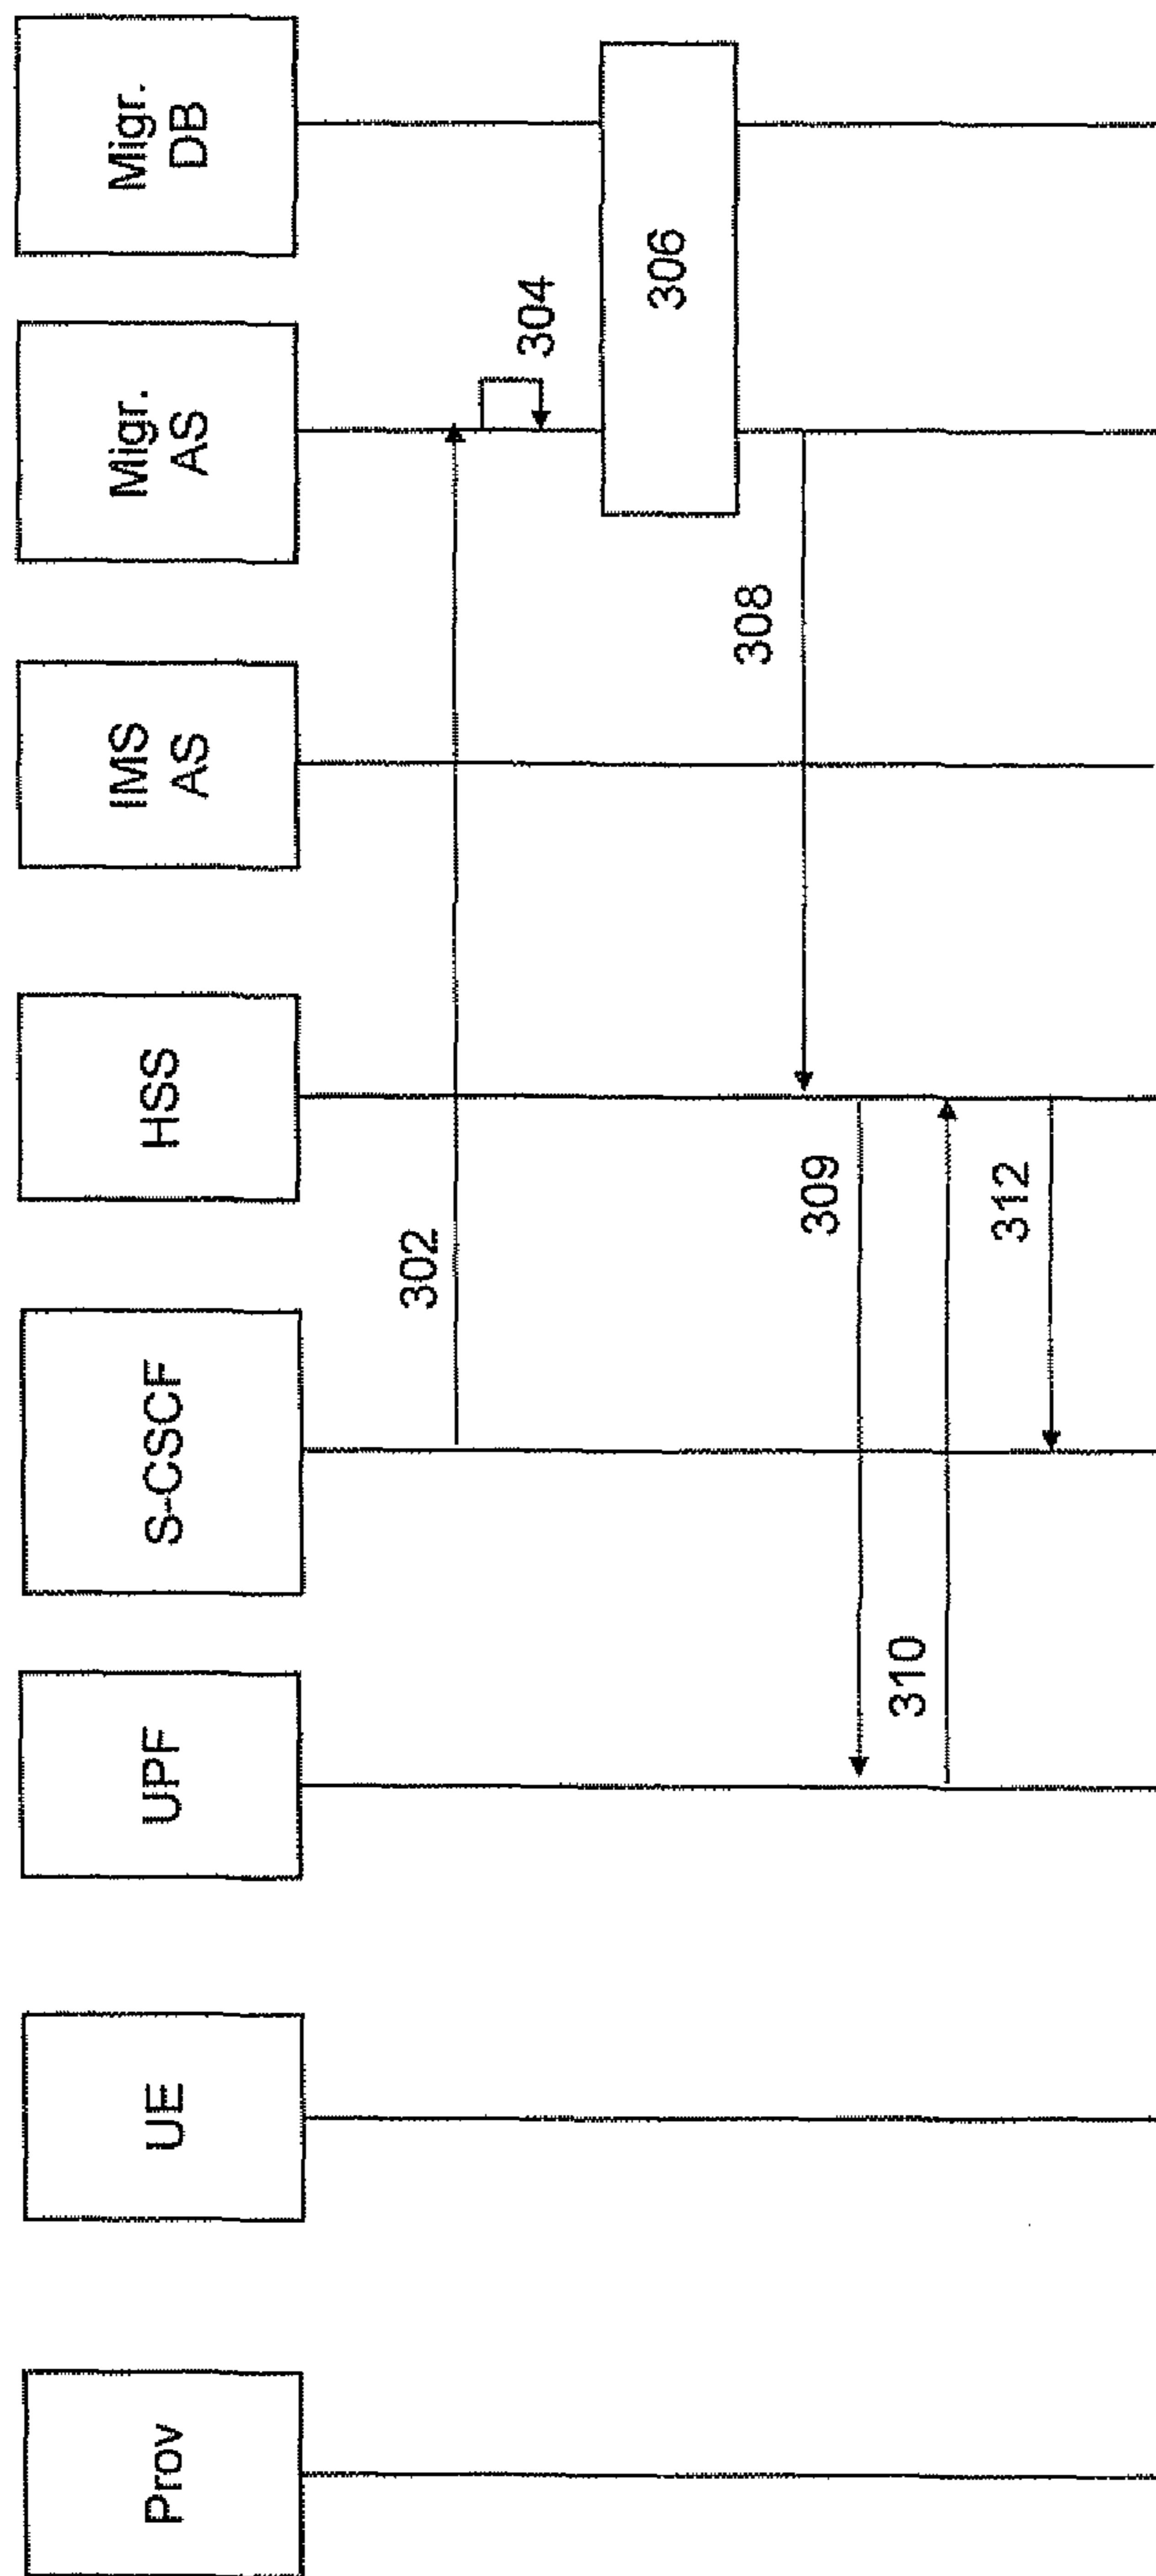 Prov
UE
UPF
S-CSCF
HSS
IMS
AS
Migr.
AS
Migr.
DB
302
304
306
308
309
310
312